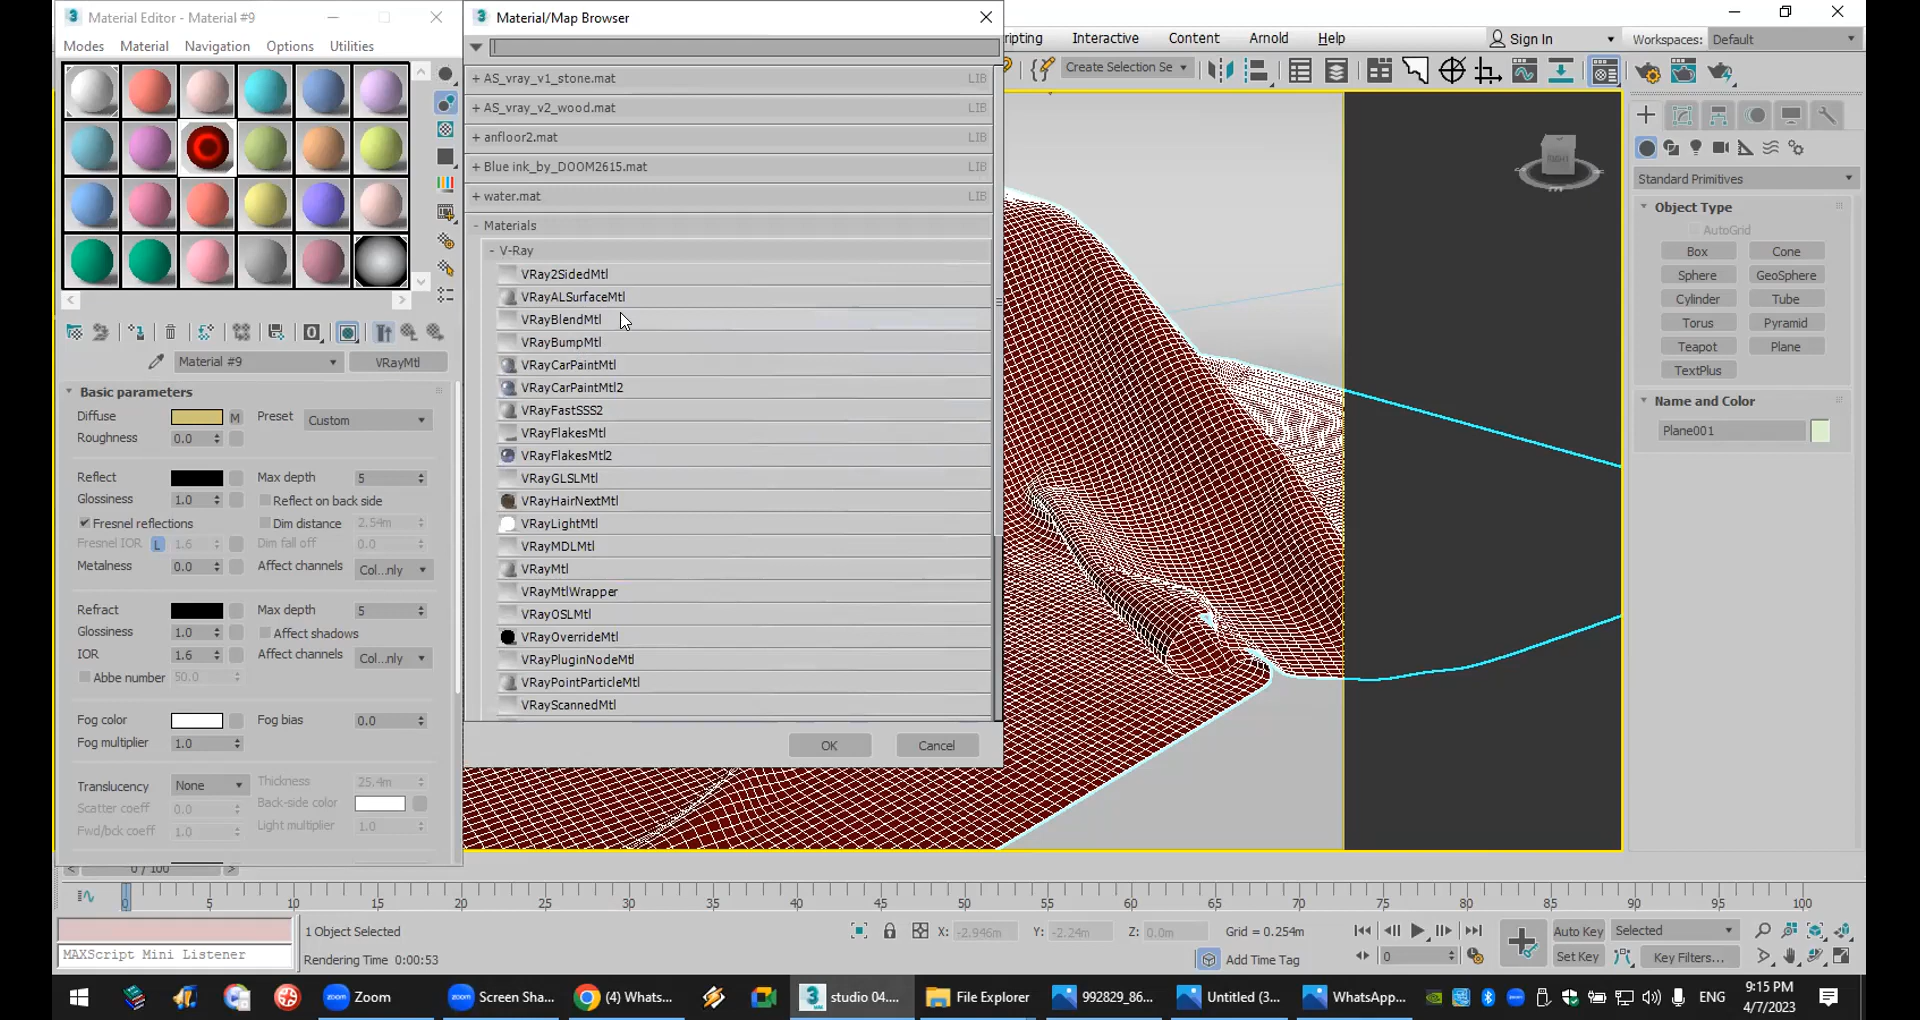 Material Editor - Material #9
Modes Material Navigation Options Utilities
Material #9 VRayMtl
Basic parameters
Diffuse M Preset Custom
Roughness 0.0
Reflect Max depth 5
Glossiness 1.0 Reflect on back side
Fresnel reflections Dim distance 2.54m
Fresnel IOR L 1.6 Dim fall off 0.0
Metalness 0.0 Affect channels Col...nly
Refract Max depth 5
Glossiness 1.0 Affect shadows
IOR 1.6 Affect channels Col...nly
Abbe number 50.0
Fog color Fog bias 0.0
Fog multiplier 1.0
Translucency None Thickness 25.4m
Scatter coeff 0.0 Back-side color
Fwd/bck coeff 1.0 Light multiplier 1.0
Material/Map Browser
+ AS_vray_v1_stone.mat LIB
+ AS_vray_v2_wood.mat LIB
+ anfloor2.mat LIB
+ Blue ink_by_DOOM2615.mat LIB
+ water.mat LIB
- Materials
- V-Ray
VRay2SidedMtl
VRayALSurfaceMtl
VRayBlendMtl
VRayBumpMtl
VRayCarPaintMtl
VRayCarPaintMtl2
VRayFastSSS2
VRayFlakesMtl
VRayFlakesMtl2
VRayGLSLMtl
VRayHairNextMtl
VRayLightMtl
VRayMDLMtl
VRayMtl
VRayMtlWrapper
VRayOSLMtl
VRayOverrideMtl
VRayPluginNodeMtl
VRayPointParticleMtl
VRayScannedMtl
OK Cancel
ripting Interactive Content Arnold Help
Sign In Workspaces: Default
Create Selection Se
RIGHT
Standard Primitives
Object Type
AutoGrid
Box Cone
Sphere GeoSphere
Cylinder Tube
Torus Pyramid
Teapot Plane
TextPlus
Name and Color
Plane001
0 / 100
0 5 10 15 20 25 30 35 40 45 50 55 60 65 70 75 80 85 90 95 100
1 Object Selected X: -2.946m Y: -2.24m Z: 0.0m Grid = 0.254m Auto Key Selected
MAXScript Mini Listener
Rendering Time 0:00:53 Add Time Tag 0 Set Key Key Filters...
Zoom Screen Sha... (4) Whats... studio 04.... File Explorer 992829_86... Untitled (3... WhatsApp... ENG
9:15 PM
4/7/2023